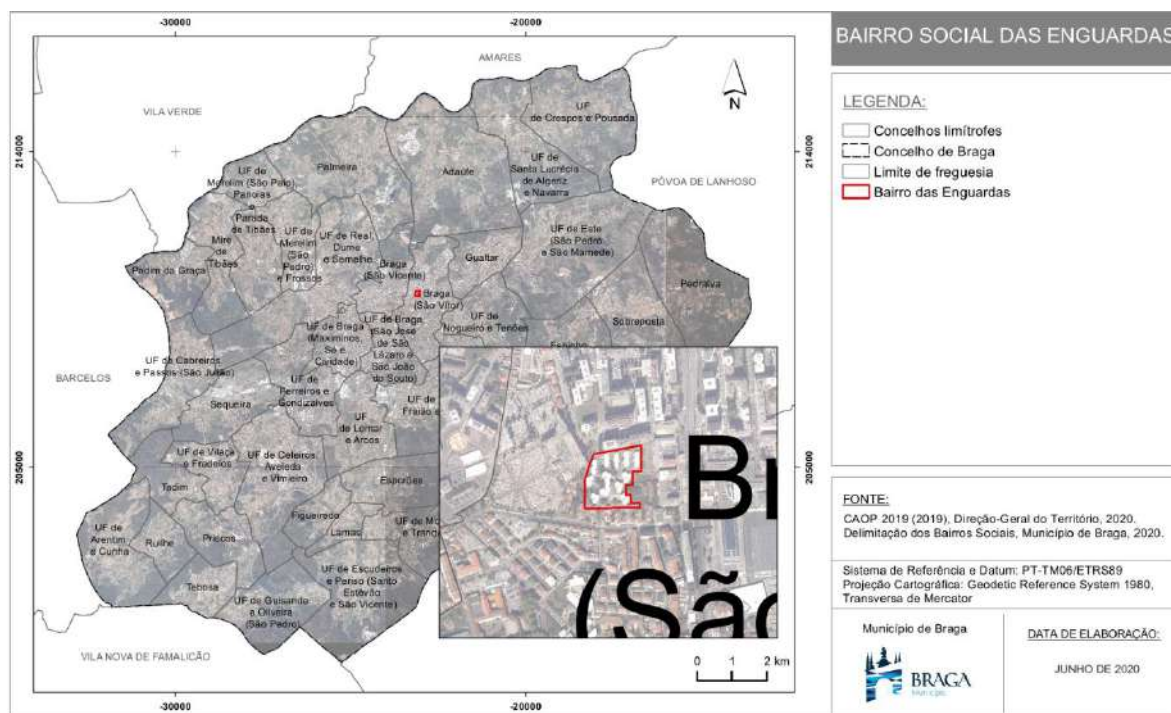 -30000
-20000
BAIRRO SOCIAL DAS ENGUARDAS
AMARES
VILA VERDE
N
214000
214000
UF
de Crespos e Pousada
Palmeira
Adaúfe
UF de
Santa Lucrécia
de Algeriz
e Navarra
PÓVOA DE LANHOSO
UF de
Merelim (São Paio)
Panoias
e
Parada
de Tibães
Mire
de
Tibães
UF de
Merelim
(São
Pedro)
e Frossos
UF de Real,
Dume
e Semelhe
Braga
(São Vicente)
Gualtar
UF de Este
(São Pedro
e São Mamede)
Padim da Graça
Pedralva
Braga
(São Vítor)
Sobreposta
UF de Braga
(Maximinos,
Sé e
Cividade)
UF de Braga
(São José
de São
Lázaro e
São João
do Souto)
UF de
Nogueiró e Tenões
Espinho
UF de Cabreiros
e Passos (São Julião)
BARCELOS
Sequeira
UF de
Ferreiros e
Gondizalves
UF de
Fraião e
UF
de Lomar
e Arcos
205000
205000
UF de Vilaça
e Fradelos
UF de Celeirós,
Aveleda
e Vimieiro
Esporões
Tadim
Figueiredo
UF de
Arentim
e Cunha
Ruilhe
Priscos
Lamas
Tebosa
UF de Escudeiros
e Penso (Santo
Estêvão
e São Vicente)
UF de Guisande
e Oliveira
(São Pedro)
VILA NOVA DE FAMALICÃO
Br
(São
0 1 2 km
-30000
-20000
LEGENDA:
Concelhos limítrofes
Concelho de Braga
Limite de freguesia
Bairro das Enguardas
FONTE:
CAOP 2019 (2019), Direção-Geral do Território, 2020.
Delimitação dos Bairros Sociais, Município de Braga, 2020.
Sistema de Referência e Datum: PT-TM06/ETRS89
Projeção Cartográfica: Geodetic Reference System 1980,
Transversa de Mercator
Município de Braga
BRAGA
Município
DATA DE ELABORAÇÃO:
JUNHO DE 2020